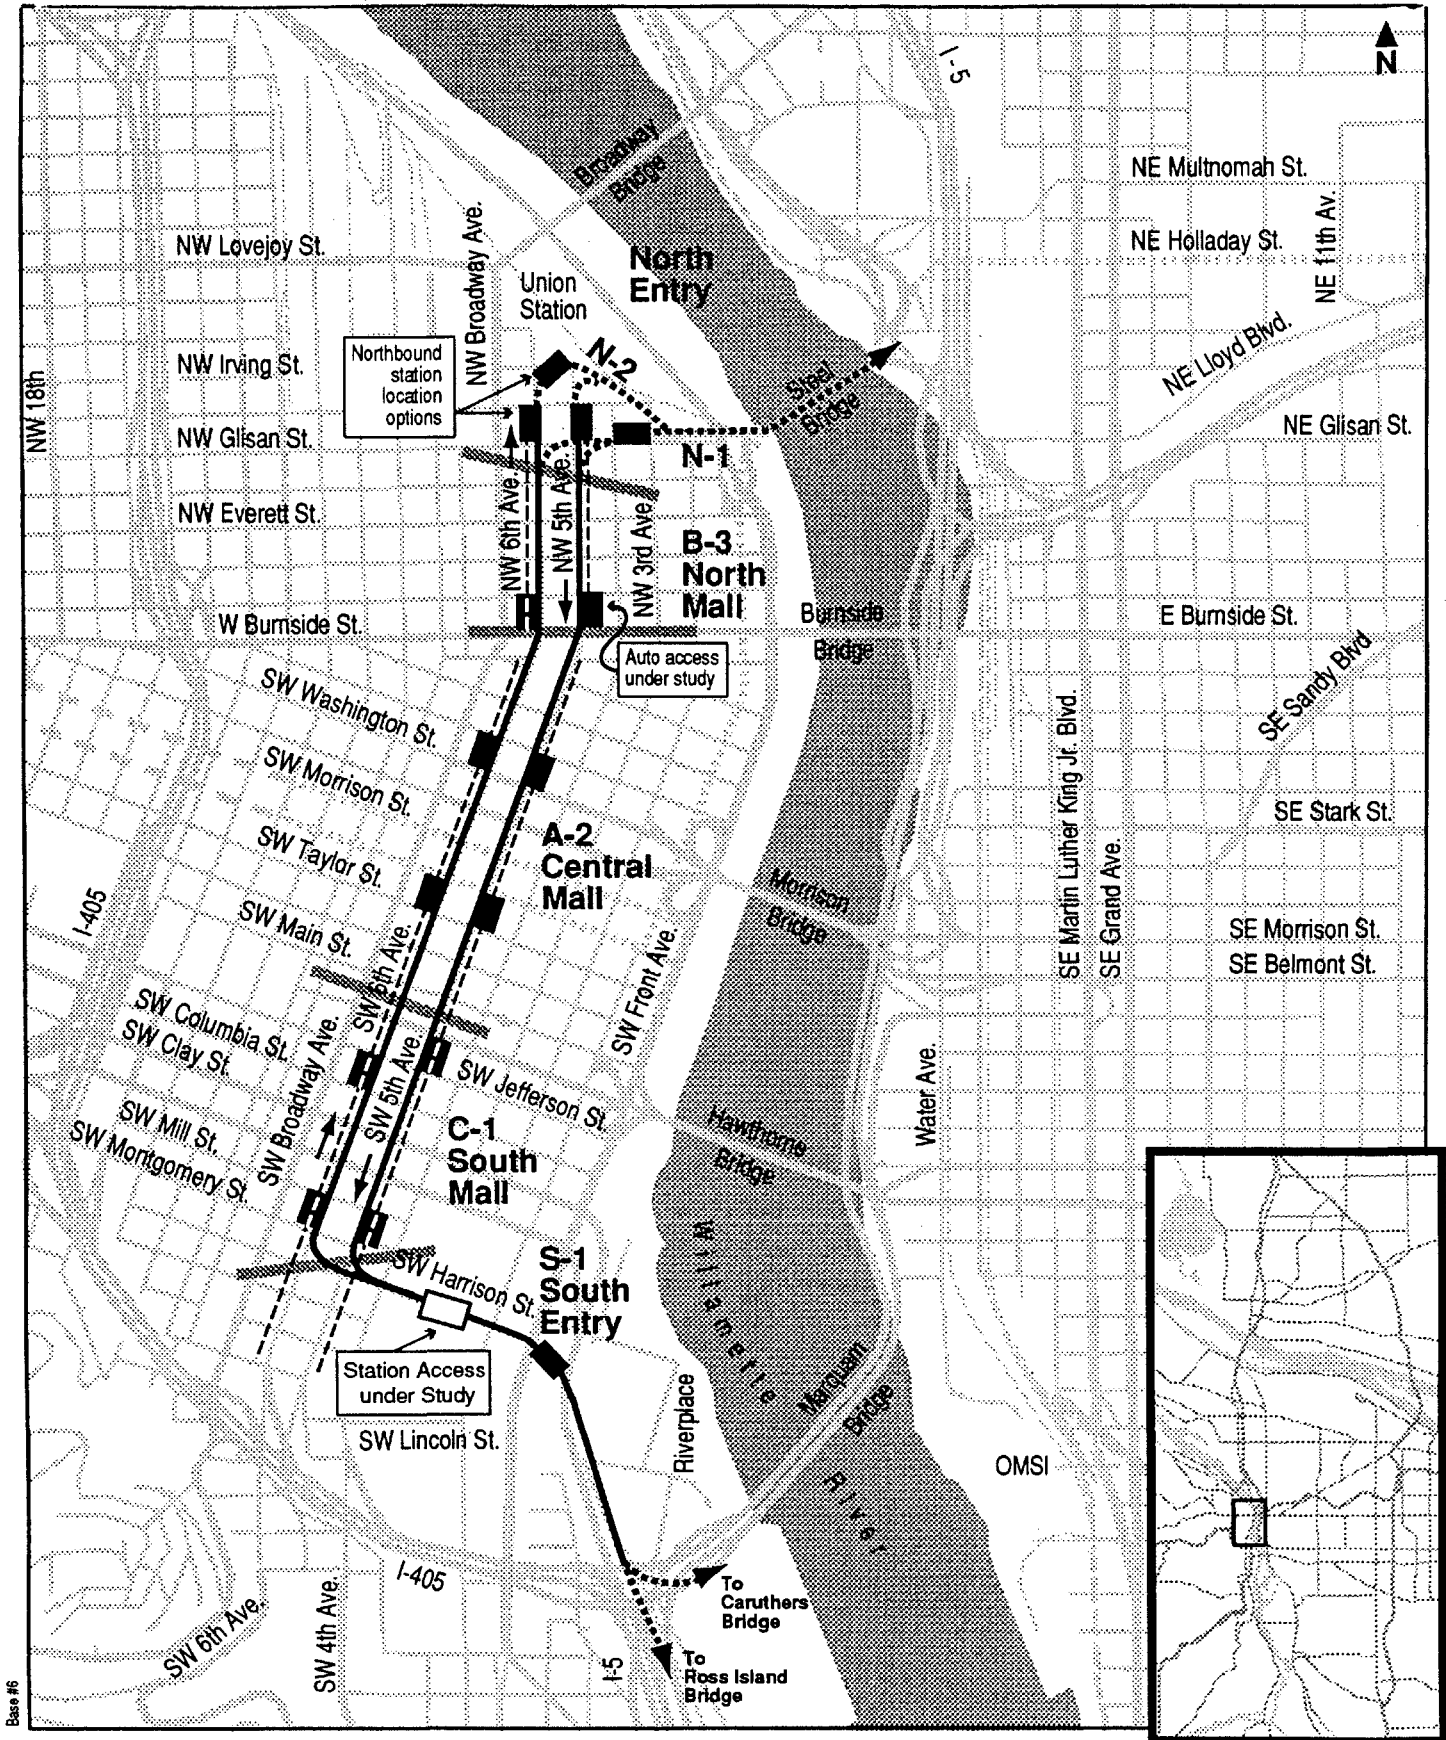 N
I-5
Broadway
Bridge
NE Multnomah St.
NE Holladay St.
NE 11th Av.
NW Lovejoy St.
NW Broadway Ave.
Union
Station
North
Entry
NE Lloyd Blvd.
Northbound
station
location
options
N-2
Steel
Bridge
NW Irving St.
NW 18th
NW Glisan St.
N-1
NE Glisan St.
NW Everett St.
NW 6th Ave.
NW 5th Ave.
NW 3rd Ave.
B-3
North
Mall
W Burnside St.
Burnside
Bridge
E Burnside St.
Auto access
under study
SE Sandy Blvd
SW Washington St.
SW Morrison St.
SW Taylor St.
SW Main St.
A-2
Central
Mall
SE Martin Luther King Jr. Blvd.
SE Grand Ave.
SE Stark St.
Morrison
Bridge
SE Morrison St.
SE Belmont St.
I-405
SW 6th Ave.
SW Front Ave.
SW Columbia St.
SW Clay St.
SW Broadway Ave.
SW 5th Ave.
SW Jefferson St.
Water Ave.
SW Mill St.
SW Montgomery St.
C-1
South
Mall
Hawthorne
Bridge
Willamette
River
SW Harrison St.
S-1
South
Entry
Station Access
under Study
SW Lincoln St.
Riverplace
Marquam
Bridge
OMSI
I-405
SW 6th Ave.
SW 4th Ave.
I-5
To
Caruthers
Bridge
To
Ross Island
Bridge
Base #6